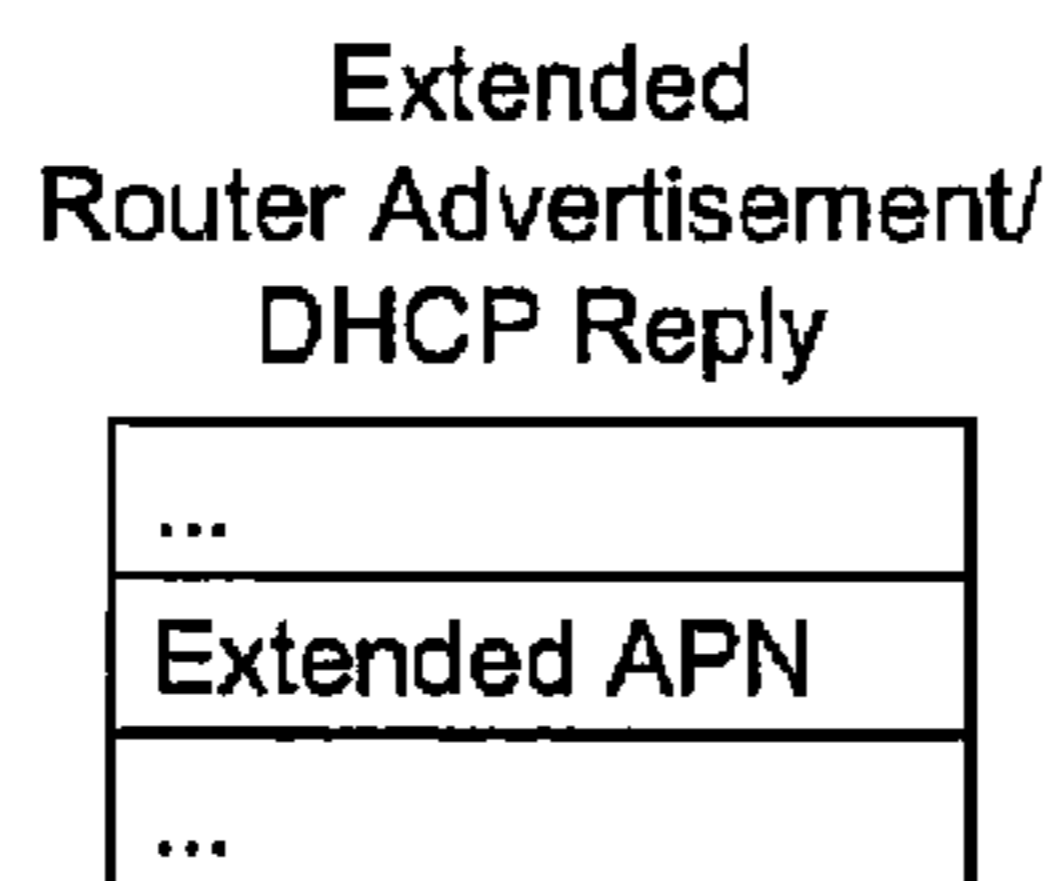 Extended
Router Advertisement/
DHCP Reply
...
Extended APN
...